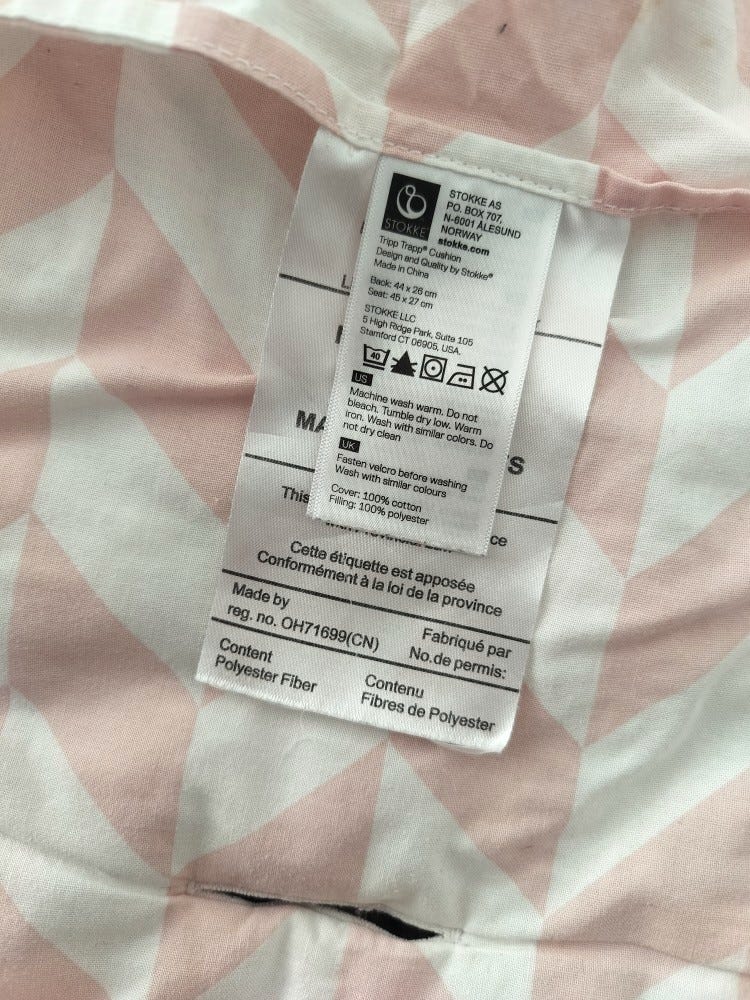 STOKKE
STOKKE AS
PO. BOX 707,
N-6001 ÅLESUND
NORWAY
stokke.com
Tripp Trapp® Cushion
Design and Quality by Stokke®
Made in China
Back: 44 x 26 cm
Seat: 45 x 27 cm
STOKKE LLC
5 High Ridge Park, Suite 105
Stamford CT 06905, USA.
40
US
Machine wash warm. Do not
bleach. Tumble dry low. Warm
iron. Wash with similar colors. Do
not dry clean
UK
Fasten velcro before washing
Wash with similar colours
Cover: 100% cotton
Filling: 100% polyester
This
Cette étiquette est apposée
Conformément à la loi de la province
Made by
reg. no. OH71699(CN)
Fabriqué par
No.de permis:
Content
Polyester Fiber
Contenu
Fibres de Polyester